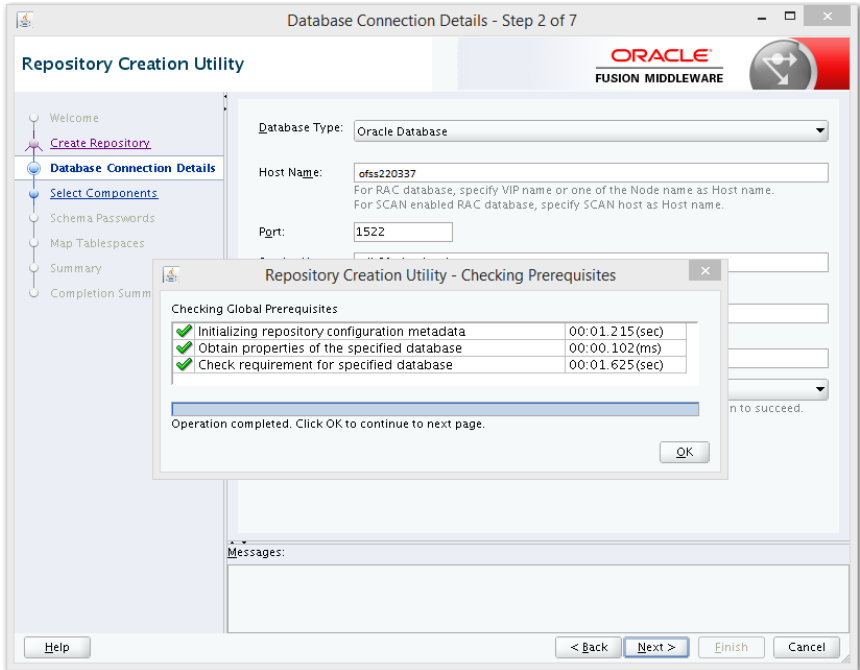 Database Connection Details - Step 2 of 7
Repository Creation Utility
ORACLE
FUSION MIDDLEWARE
Welcome
Create Repository
Database Connection Details
Select Components
Schema Passwords
Map Tablespaces
Summary
Completion Summ
Database Type: Oracle Database
Host Name: ofss220337
For RAC database, specify VIP name or one of the Node name as Host name.
For SCAN enabled RAC database, specify SCAN host as Host name.
Port: 1522
Repository Creation Utility - Checking Prerequisites
Checking Global Prerequisites
Initializing repository configuration metadata 00:01.215(sec)
Obtain properties of the specified database 00:00.102(ms)
Check requirement for specified database 00:01.625(sec)
Operation completed. Click OK to continue to next page.
OK
n to succeed.
Messages:
Help
< Back
Next >
Finish
Cancel